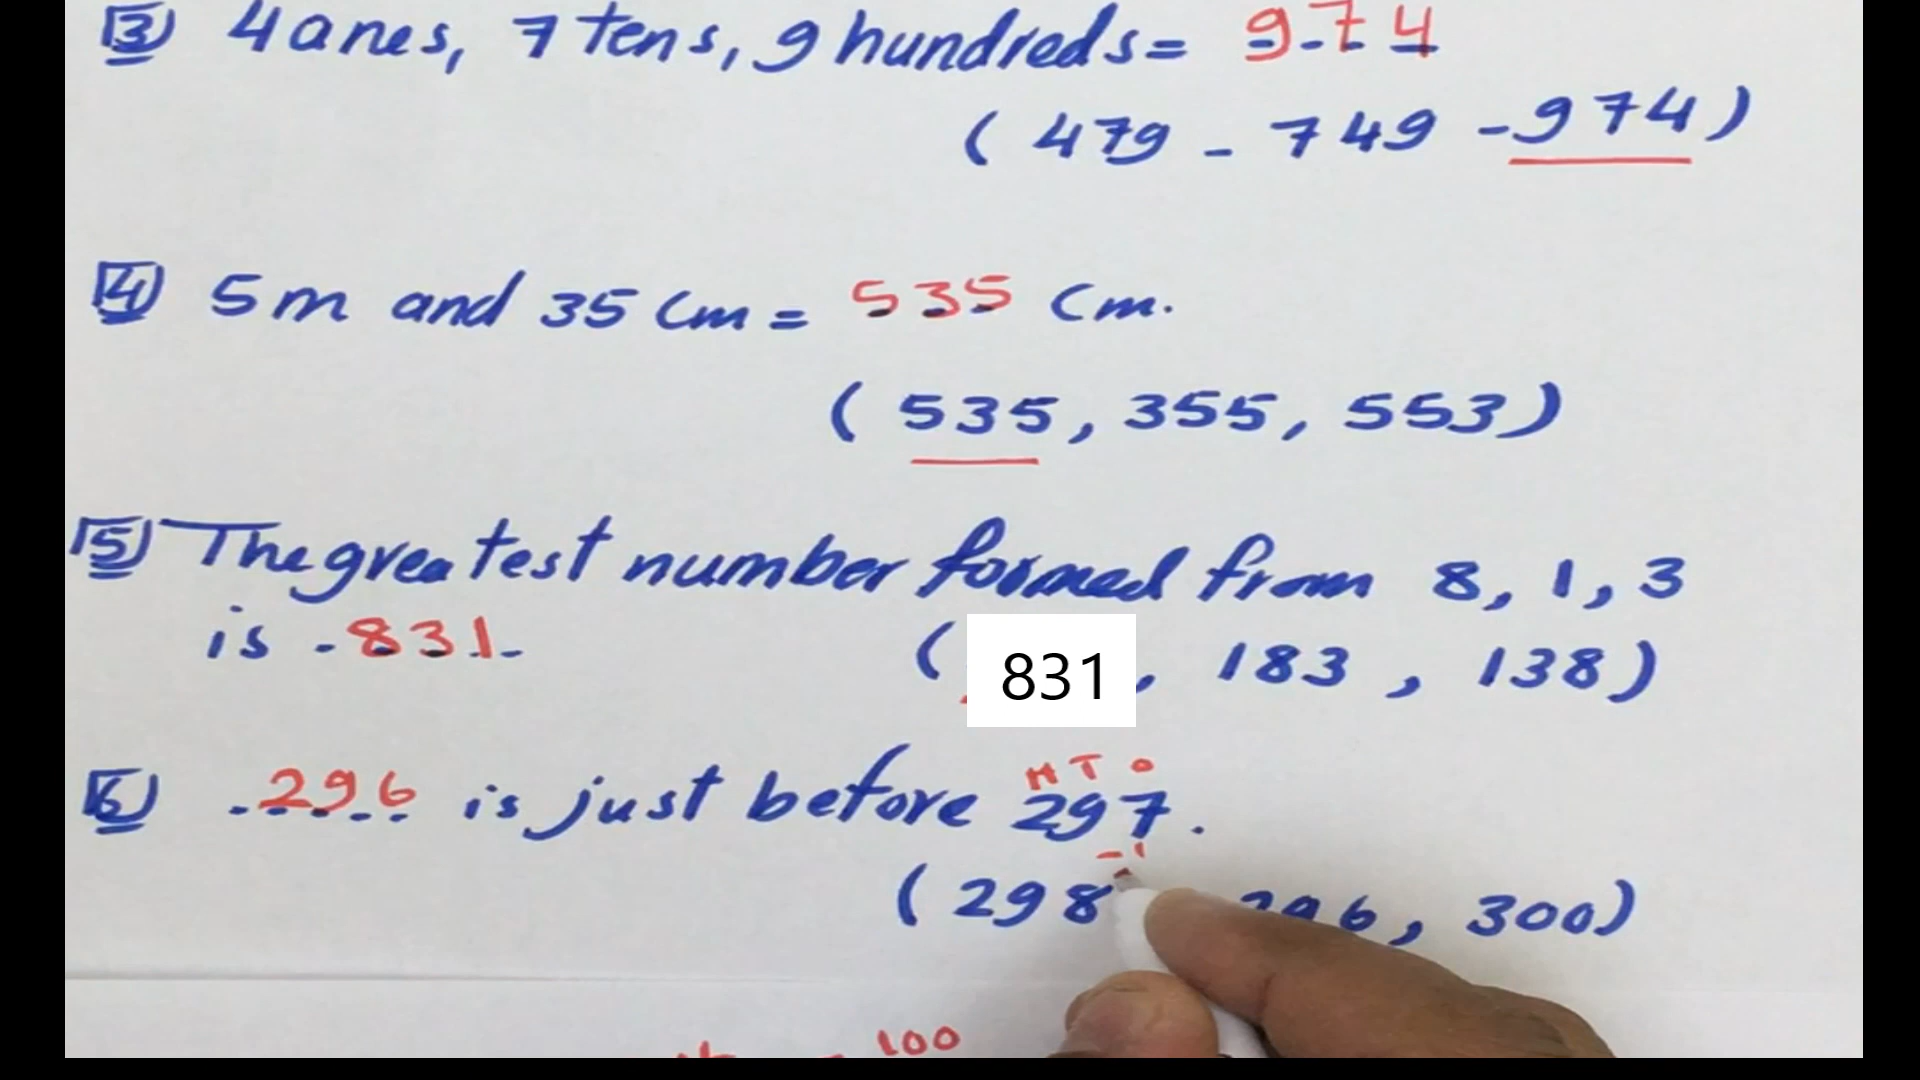 3 4 ones, 7 tens, 9 hundreds = 974
( 479 - 749 - 974 )
4 5 m and 35 Cm = 535 Cm.
( 535 , 355 , 553 )
5 The greatest number formed from 8 , 1 , 3
is . 831 .
( 831 , 183 , 138 )
H T O
6 . 296 is just before 297 .
-1
( 298 , 296 , 300 )
100